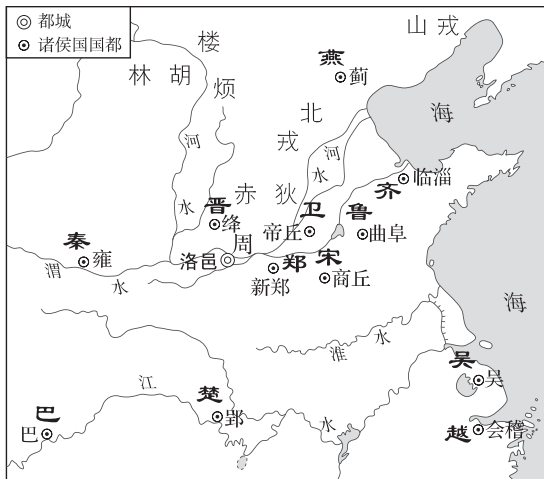 都城
诸侯国国都
山戎
楼烦
林胡
燕
蓟
北戎
海
河水
河水
赤狄
齐
临淄
晋
绛
卫
帝丘
鲁
曲阜
秦
雍
周
洛邑
郑
新郑
宋
商丘
渭水
海
淮水
江水
吴
吴
楚
郢
巴
巴
越
会稽